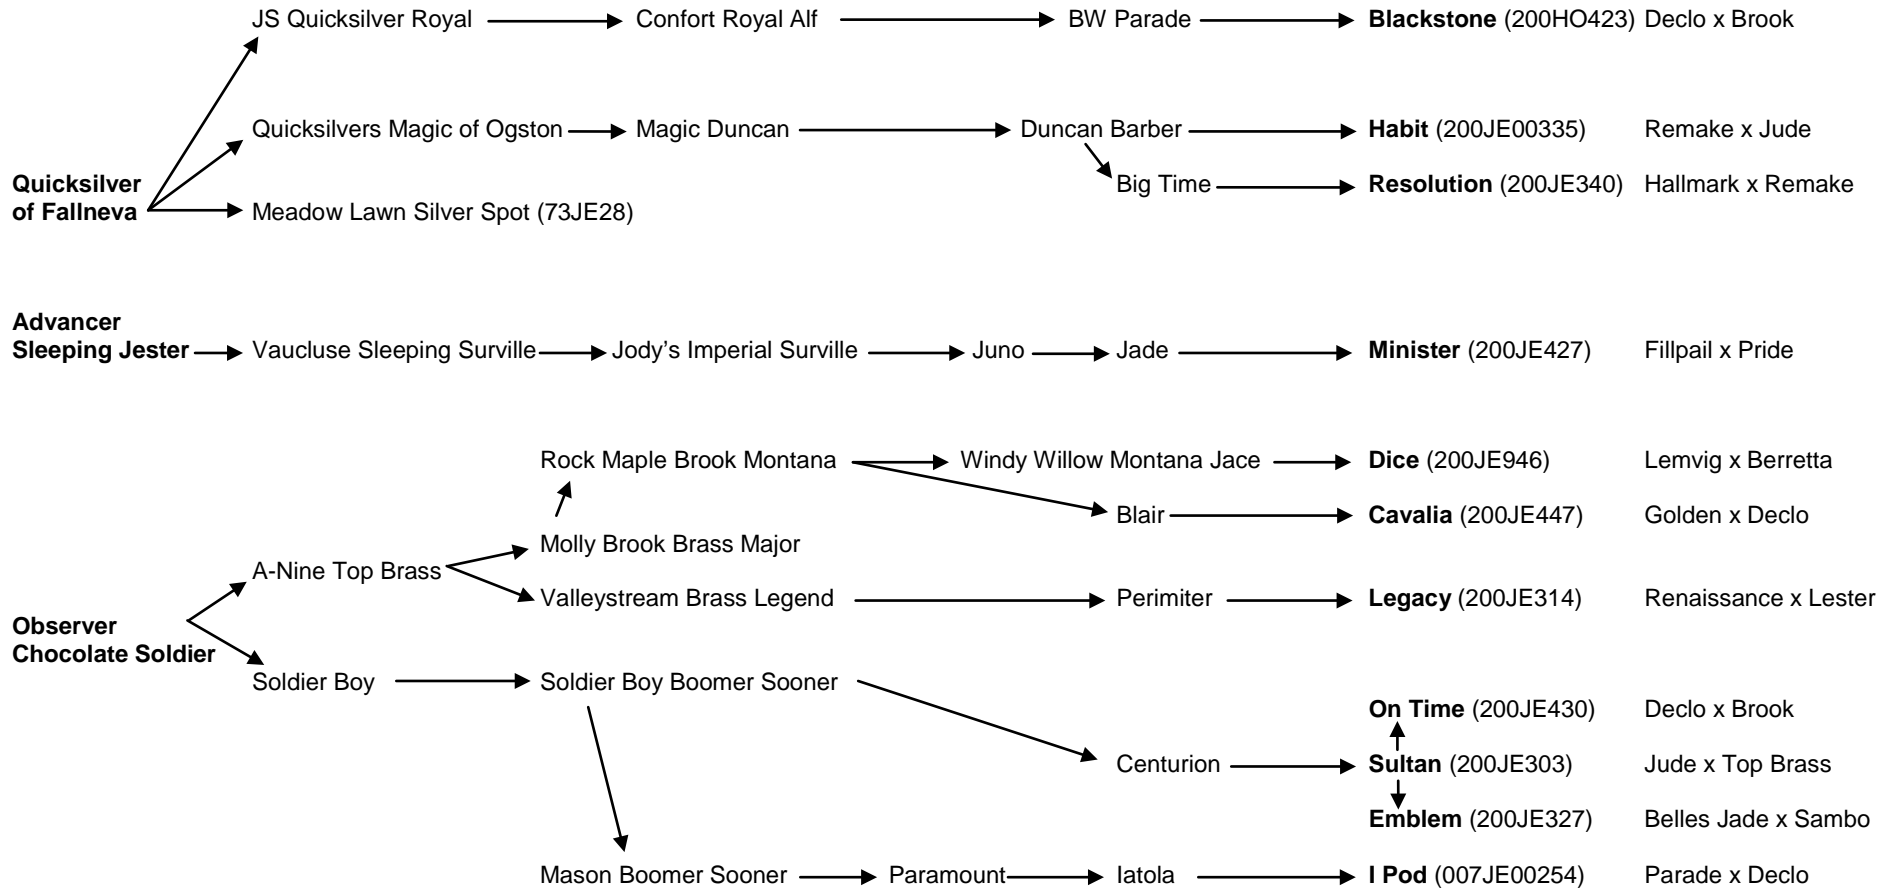 JS Quicksilver Royal Confort Royal Alf BW Parade Blackstone (200HO423) Declo x Brook
Quicksilvers Magic of Ogston Magic Duncan Duncan Barber Habit (200JE00335) Remake x Jude
Quicksilver
of Fallneva
Big Time Resolution (200JE340) Hallmark x Remake
Meadow Lawn Silver Spot (73JE28)
Advancer
Sleeping Jester Vaucluse Sleeping Surville Jody's Imperial Surville Juno Jade Minister (200JE427) Fillpail x Pride
Rock Maple Brook Montana Windy Willow Montana Jace Dice (200JE946) Lemvig x Berretta
Blair Cavalia (200JE447) Golden x Declo
Molly Brook Brass Major
A-Nine Top Brass
Valleystream Brass Legend Perimiter Legacy (200JE314) Renaissance x Lester
Observer
Chocolate Soldier
Soldier Boy Soldier Boy Boomer Sooner
On Time (200JE430) Declo x Brook
Centurion Sultan (200JE303) Jude x Top Brass
Emblem (200JE327) Belles Jade x Sambo
Mason Boomer Sooner Paramount Iatola I Pod (007JE00254) Parade x Declo